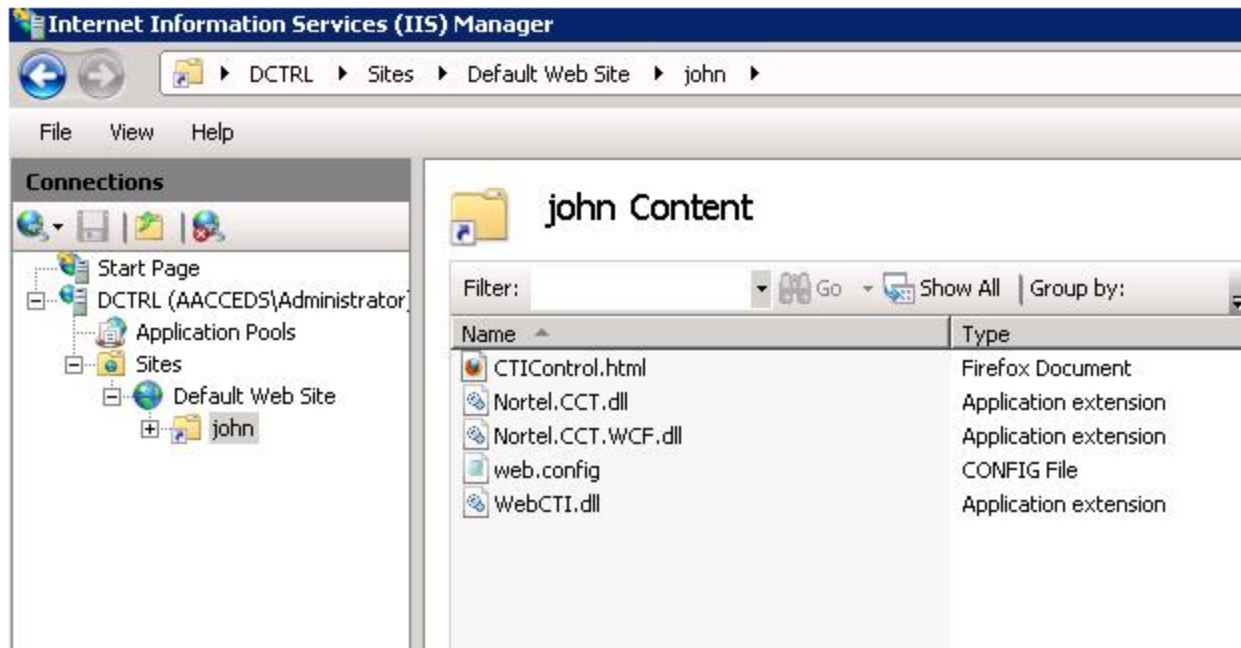 Internet Information Services (IIS) Manager
DCTRL Sites Default Web Site john
File View Help
Connections
Start Page
DCTRL (AACCEDS\Administrator)
Application Pools
Sites
Default Web Site
john
john Content
Filter: Go Show All Group by:
Name Type
CTIControl.html Firefox Document
Nortel.CCT.dll Application extension
Nortel.CCT.WCF.dll Application extension
web.config CONFIG File
WebCTI.dll Application extension